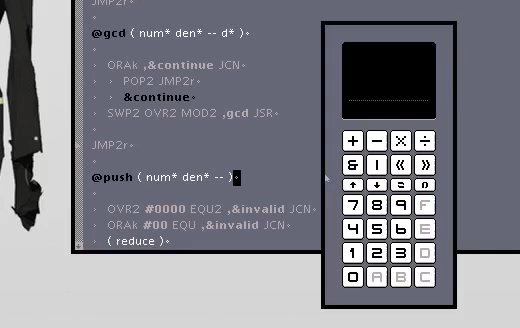 JMP2r
@gcd ( num* den* -- d* )
ORAk ,&continue JCN
POP2 JMP2r
&continue
SWP2 OVR2 MOD2 ,gcd JSR
JMP2r
@push ( num* den* -- )
OVR2 #0000 EQU2 ,&invalid JCN
ORAk #00 EQU ,&invalid JCN
( reduce )
+ - × ÷
& | « »
7 8 9 F
4 5 6 E
1 2 3 D
0 A B C